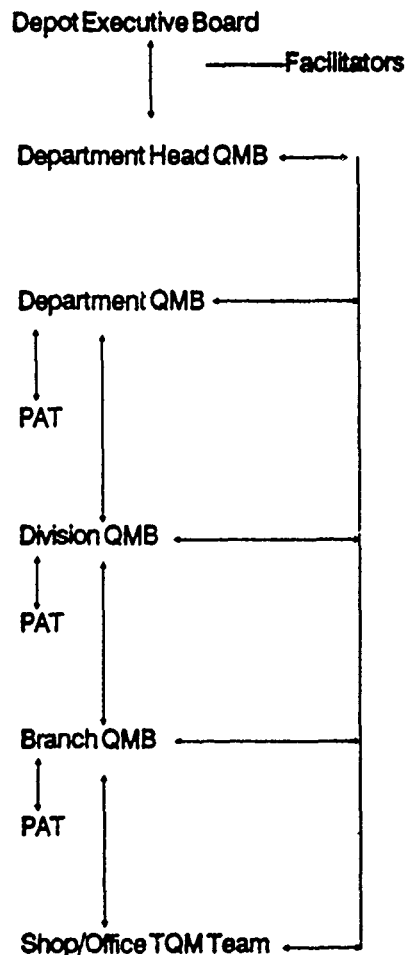 Depot Executive Board
Facilitators
Department Head QMB
Department QMB
PAT
Division QMB
PAT
Branch QMB
PAT
Shop/Office TQM Team